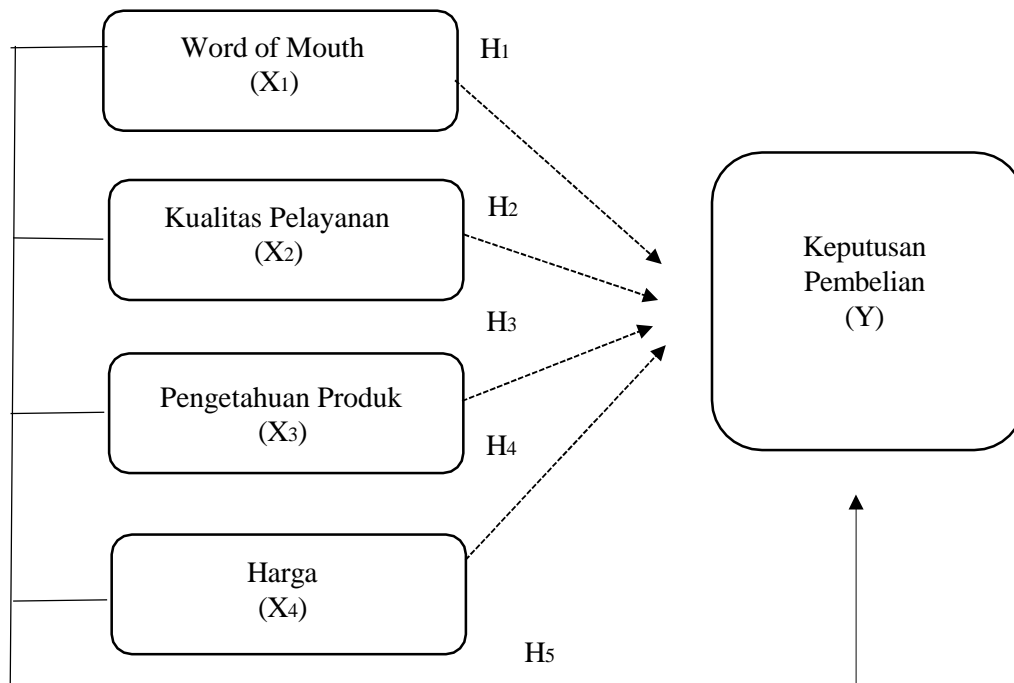 Word of Mouth
(X1)
H1
Kualitas Pelayanan
(X2)
H2
Pengetahuan Produk
(X3)
H3
Harga
(X4)
H4
H5
Keputusan
Pembelian
(Y)